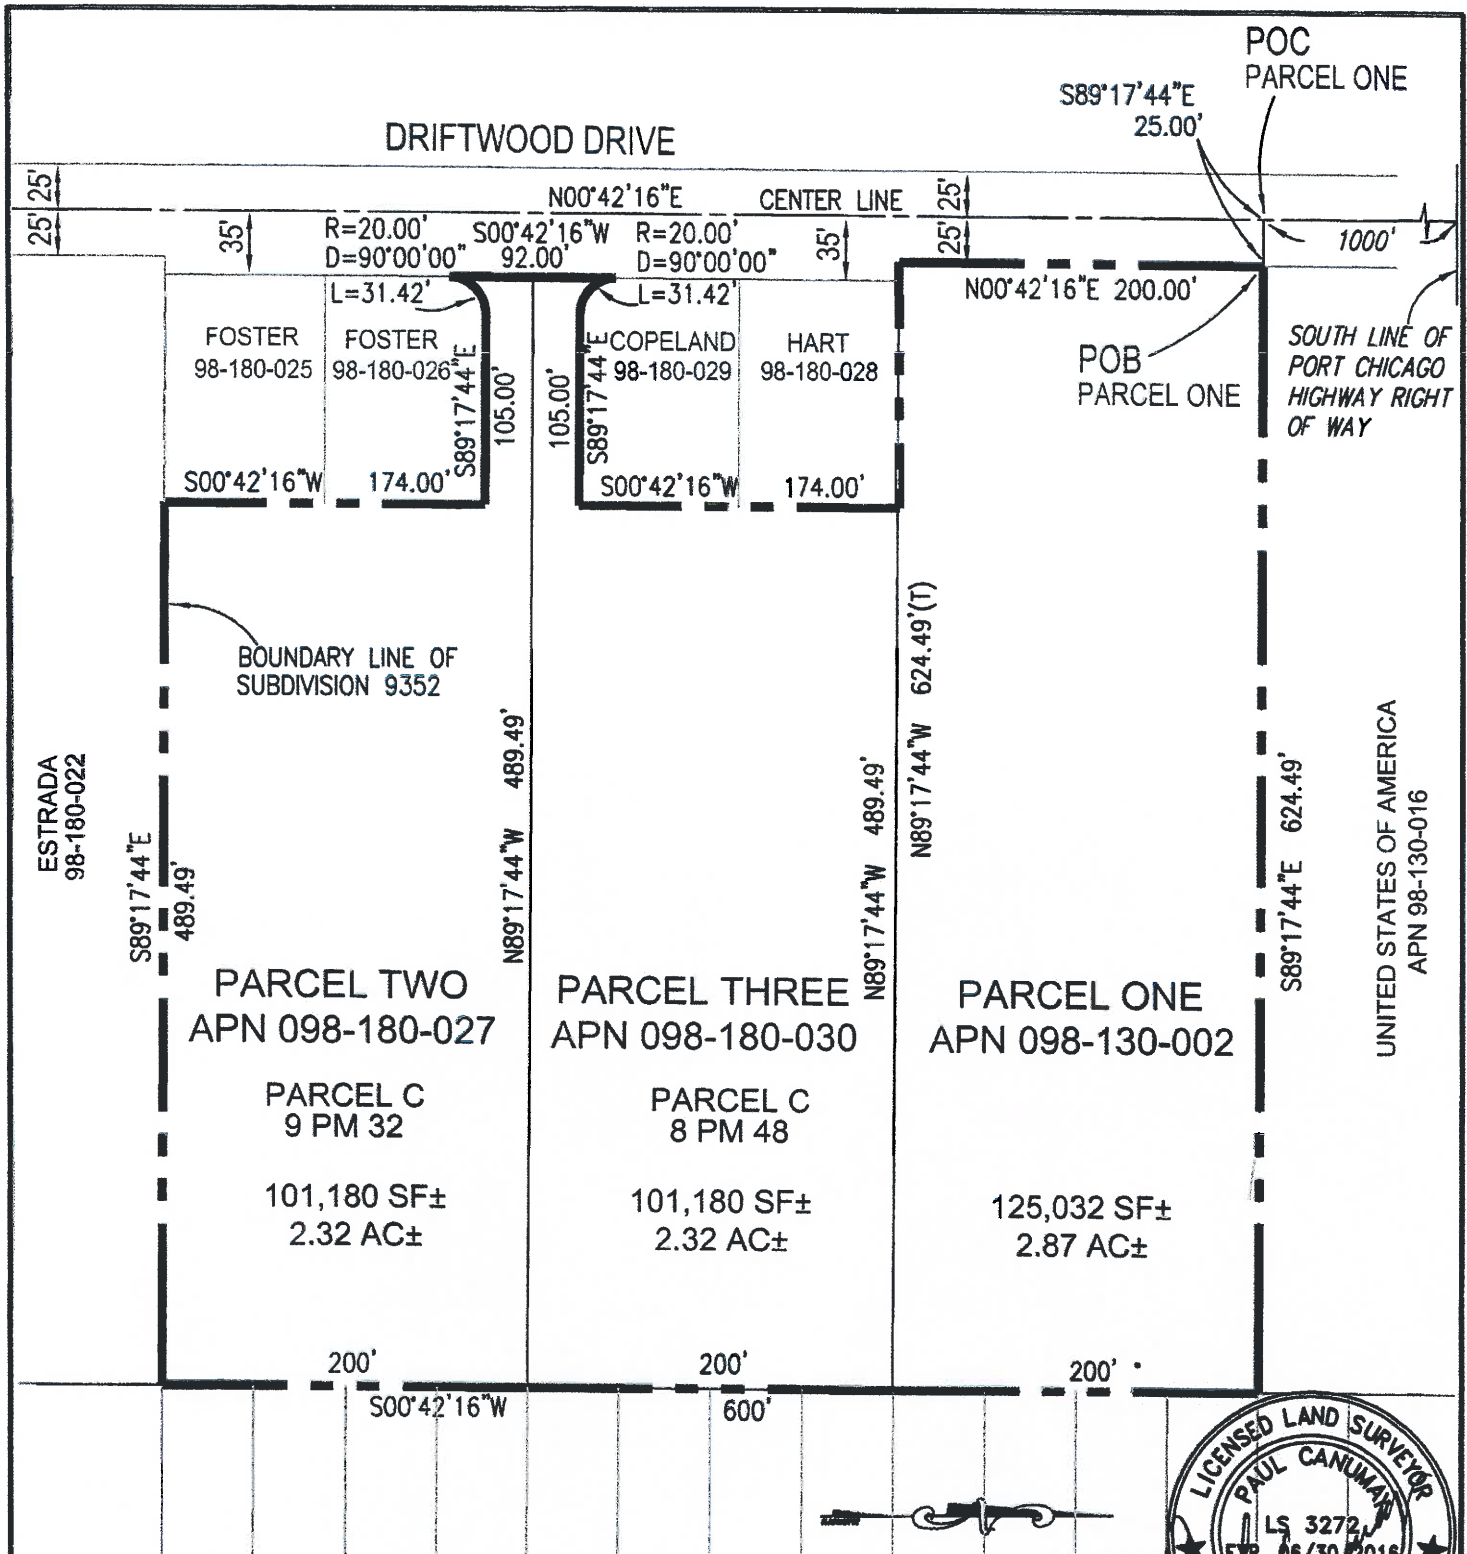 POC
PARCEL ONE
S89°17'44"E
25.00'
DRIFTWOOD DRIVE
25'
25'
N00°42'16"E
CENTER LINE
25'
25'
35'
R=20.00'
D=90°00'00"
L=31.42'
S00°42'16"W
92.00'
R=20.00'
D=90°00'00"
L=31.42'
35'
1000'
N00°42'16"E 200.00'
FOSTER
98-180-025
FOSTER
98-180-026
S89°17'44"E
105.00'
105.00'
S89°17'44"E
COPELAND
98-180-029
HART
98-180-028
POB
PARCEL ONE
SOUTH LINE OF
PORT CHICAGO
HIGHWAY RIGHT
OF WAY
S00°42'16"W 174.00'
S00°42'16"W 174.00'
BOUNDARY LINE OF
SUBDIVISION 9352
ESTRADA
98-180-022
S89°17'44"E
489.49'
N89°17'44"W 489.49'
N89°17'44"W 489.49'
N89°17'44"W 624.49'(T)
S89°17'44"E 624.49'
UNITED STATES OF AMERICA
APN 98-130-016
PARCEL TWO
APN 098-180-027
PARCEL C
9 PM 32
101,180 SF±
2.32 AC±
PARCEL THREE
APN 098-180-030
PARCEL C
8 PM 48
101,180 SF±
2.32 AC±
PARCEL ONE
APN 098-130-002
125,032 SF±
2.87 AC±
200'
200'
200'
S00°42'16"W
600'
LICENSED LAND SURVEYOR
PAUL CANUMAY
LS 3272
EXP. 06/30/2016